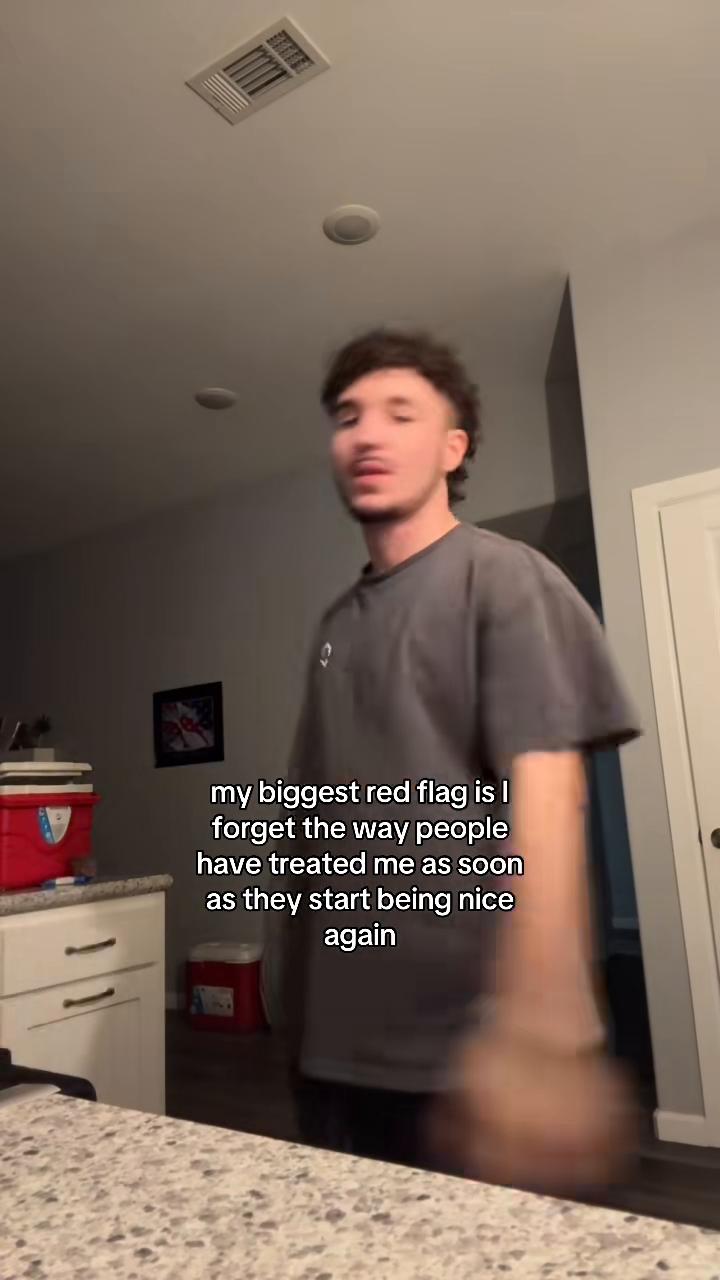 my biggest red flag is I
forget the way people
have treated me as soon
as they start being nice
again